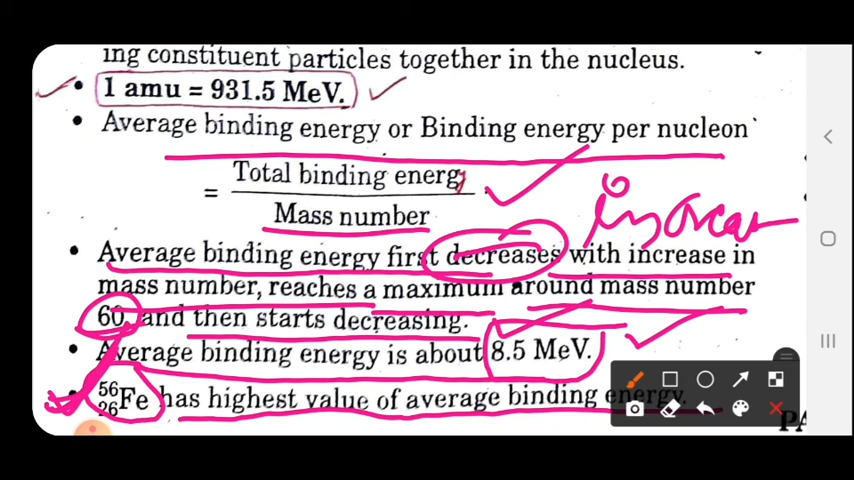 ing constituent particles together in the nucleus.
• 1 amu = 931.5 MeV.
• Average binding energy or Binding energy per nucleon
= Total binding energy
Mass number
• Average binding energy first decreases with increase in
mass number, reaches a maximum around mass number
60 and then starts decreasing.
• Average binding energy is about 8.5 MeV.
• ⁵⁶₂₆Fe has highest value of average binding energy.